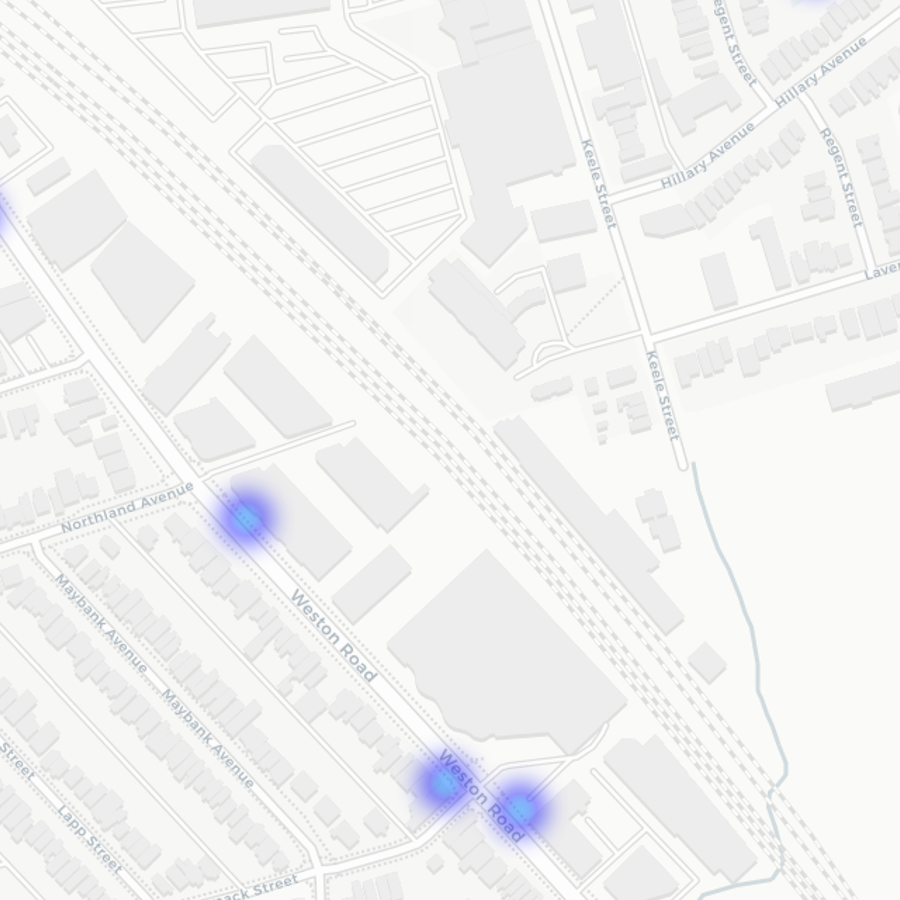 Regent Street
Hillary Avenue
Hillary Avenue
Regent Street
Keele Street
Keele Street
Northland Avenue
Maybank Avenue
Maybank Avenue
Weston Road
Weston Road
Street
Lapp Street
Street